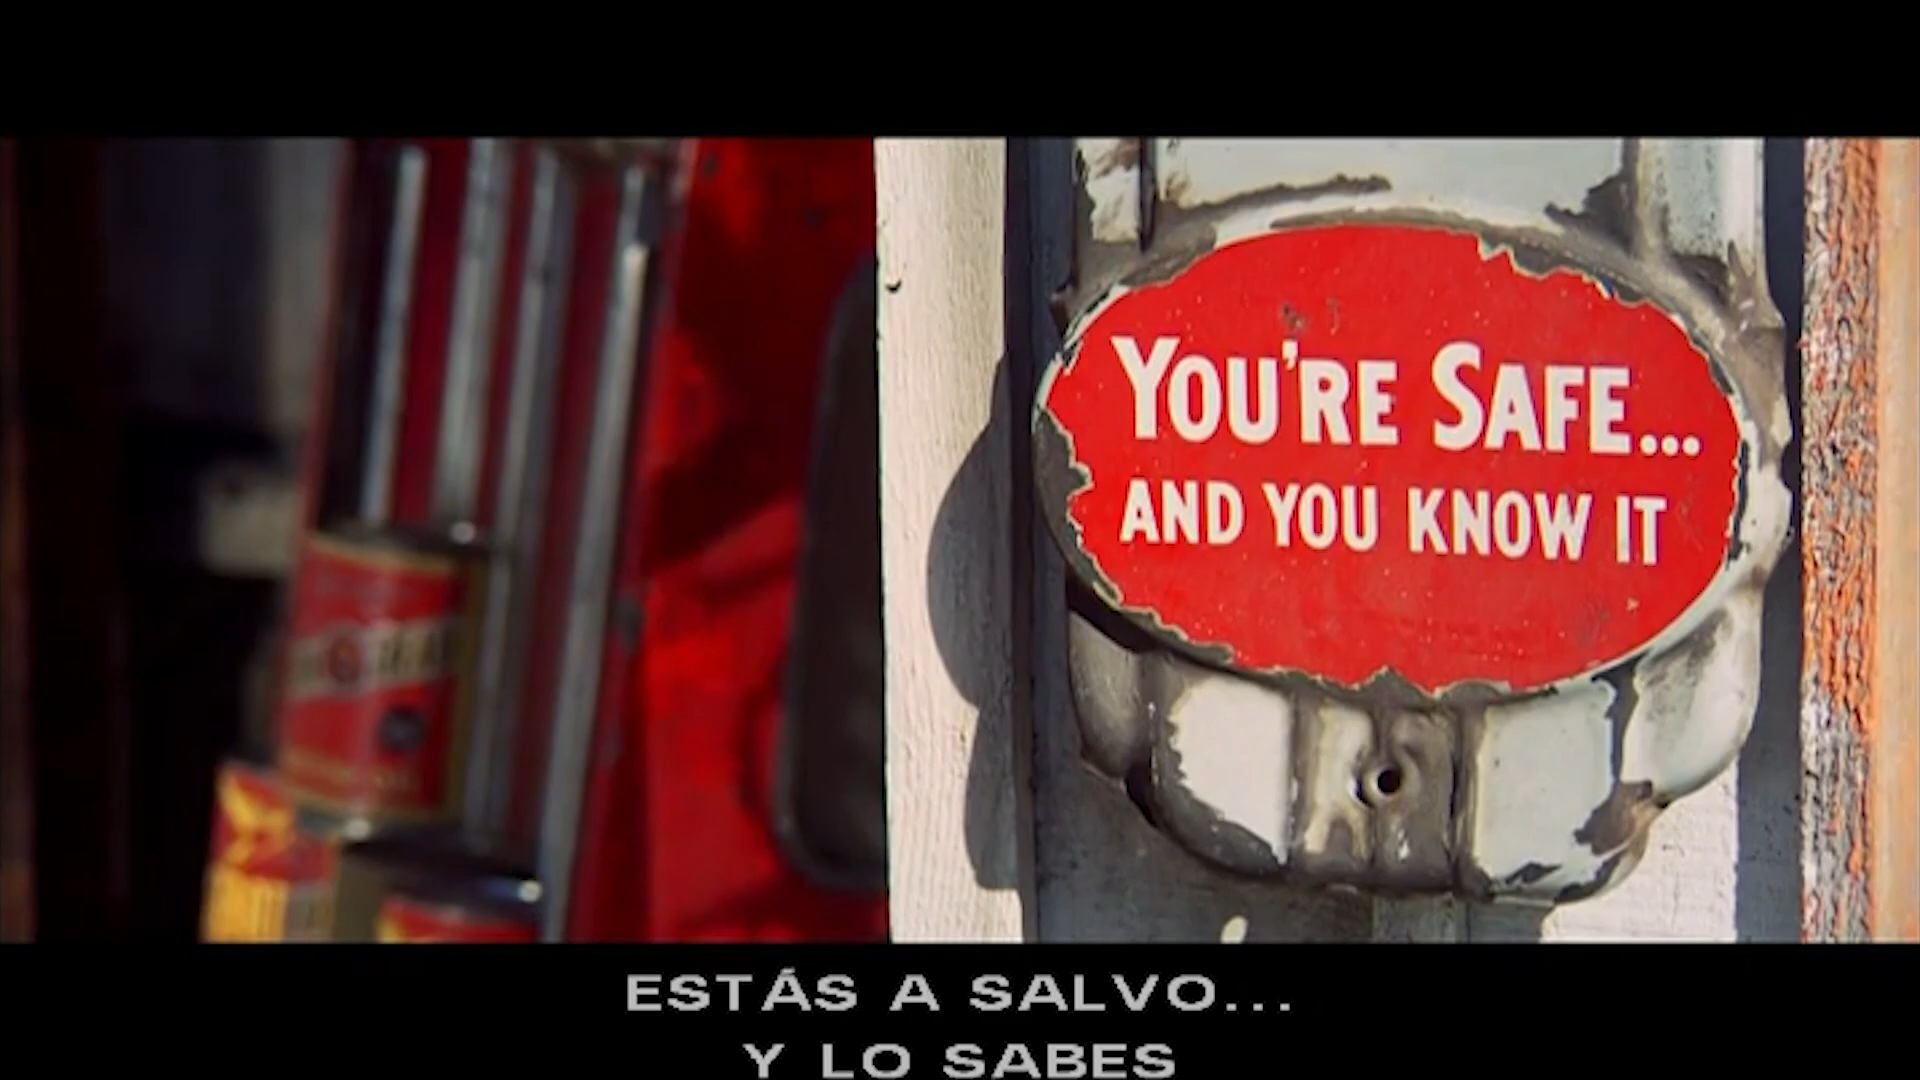 YOU'RE SAFE...
AND YOU KNOW IT
ESTÁS A SALVO...
Y LO SABES